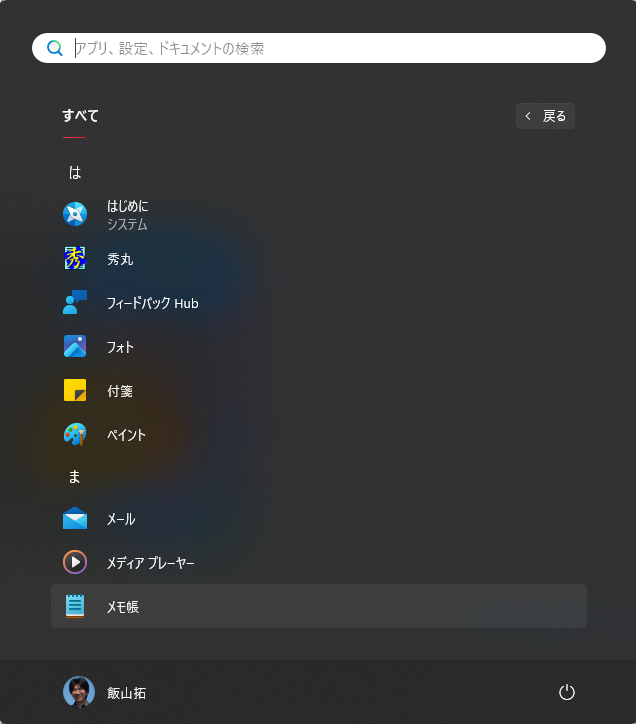 アプリ、設定、ドキュメントの検索
すべて
戻る
は
はじめに
システム
秀丸
フィードバック Hub
フォト
付箋
ペイント
ま
メール
メディア プレーヤー
メモ帳
飯山拓